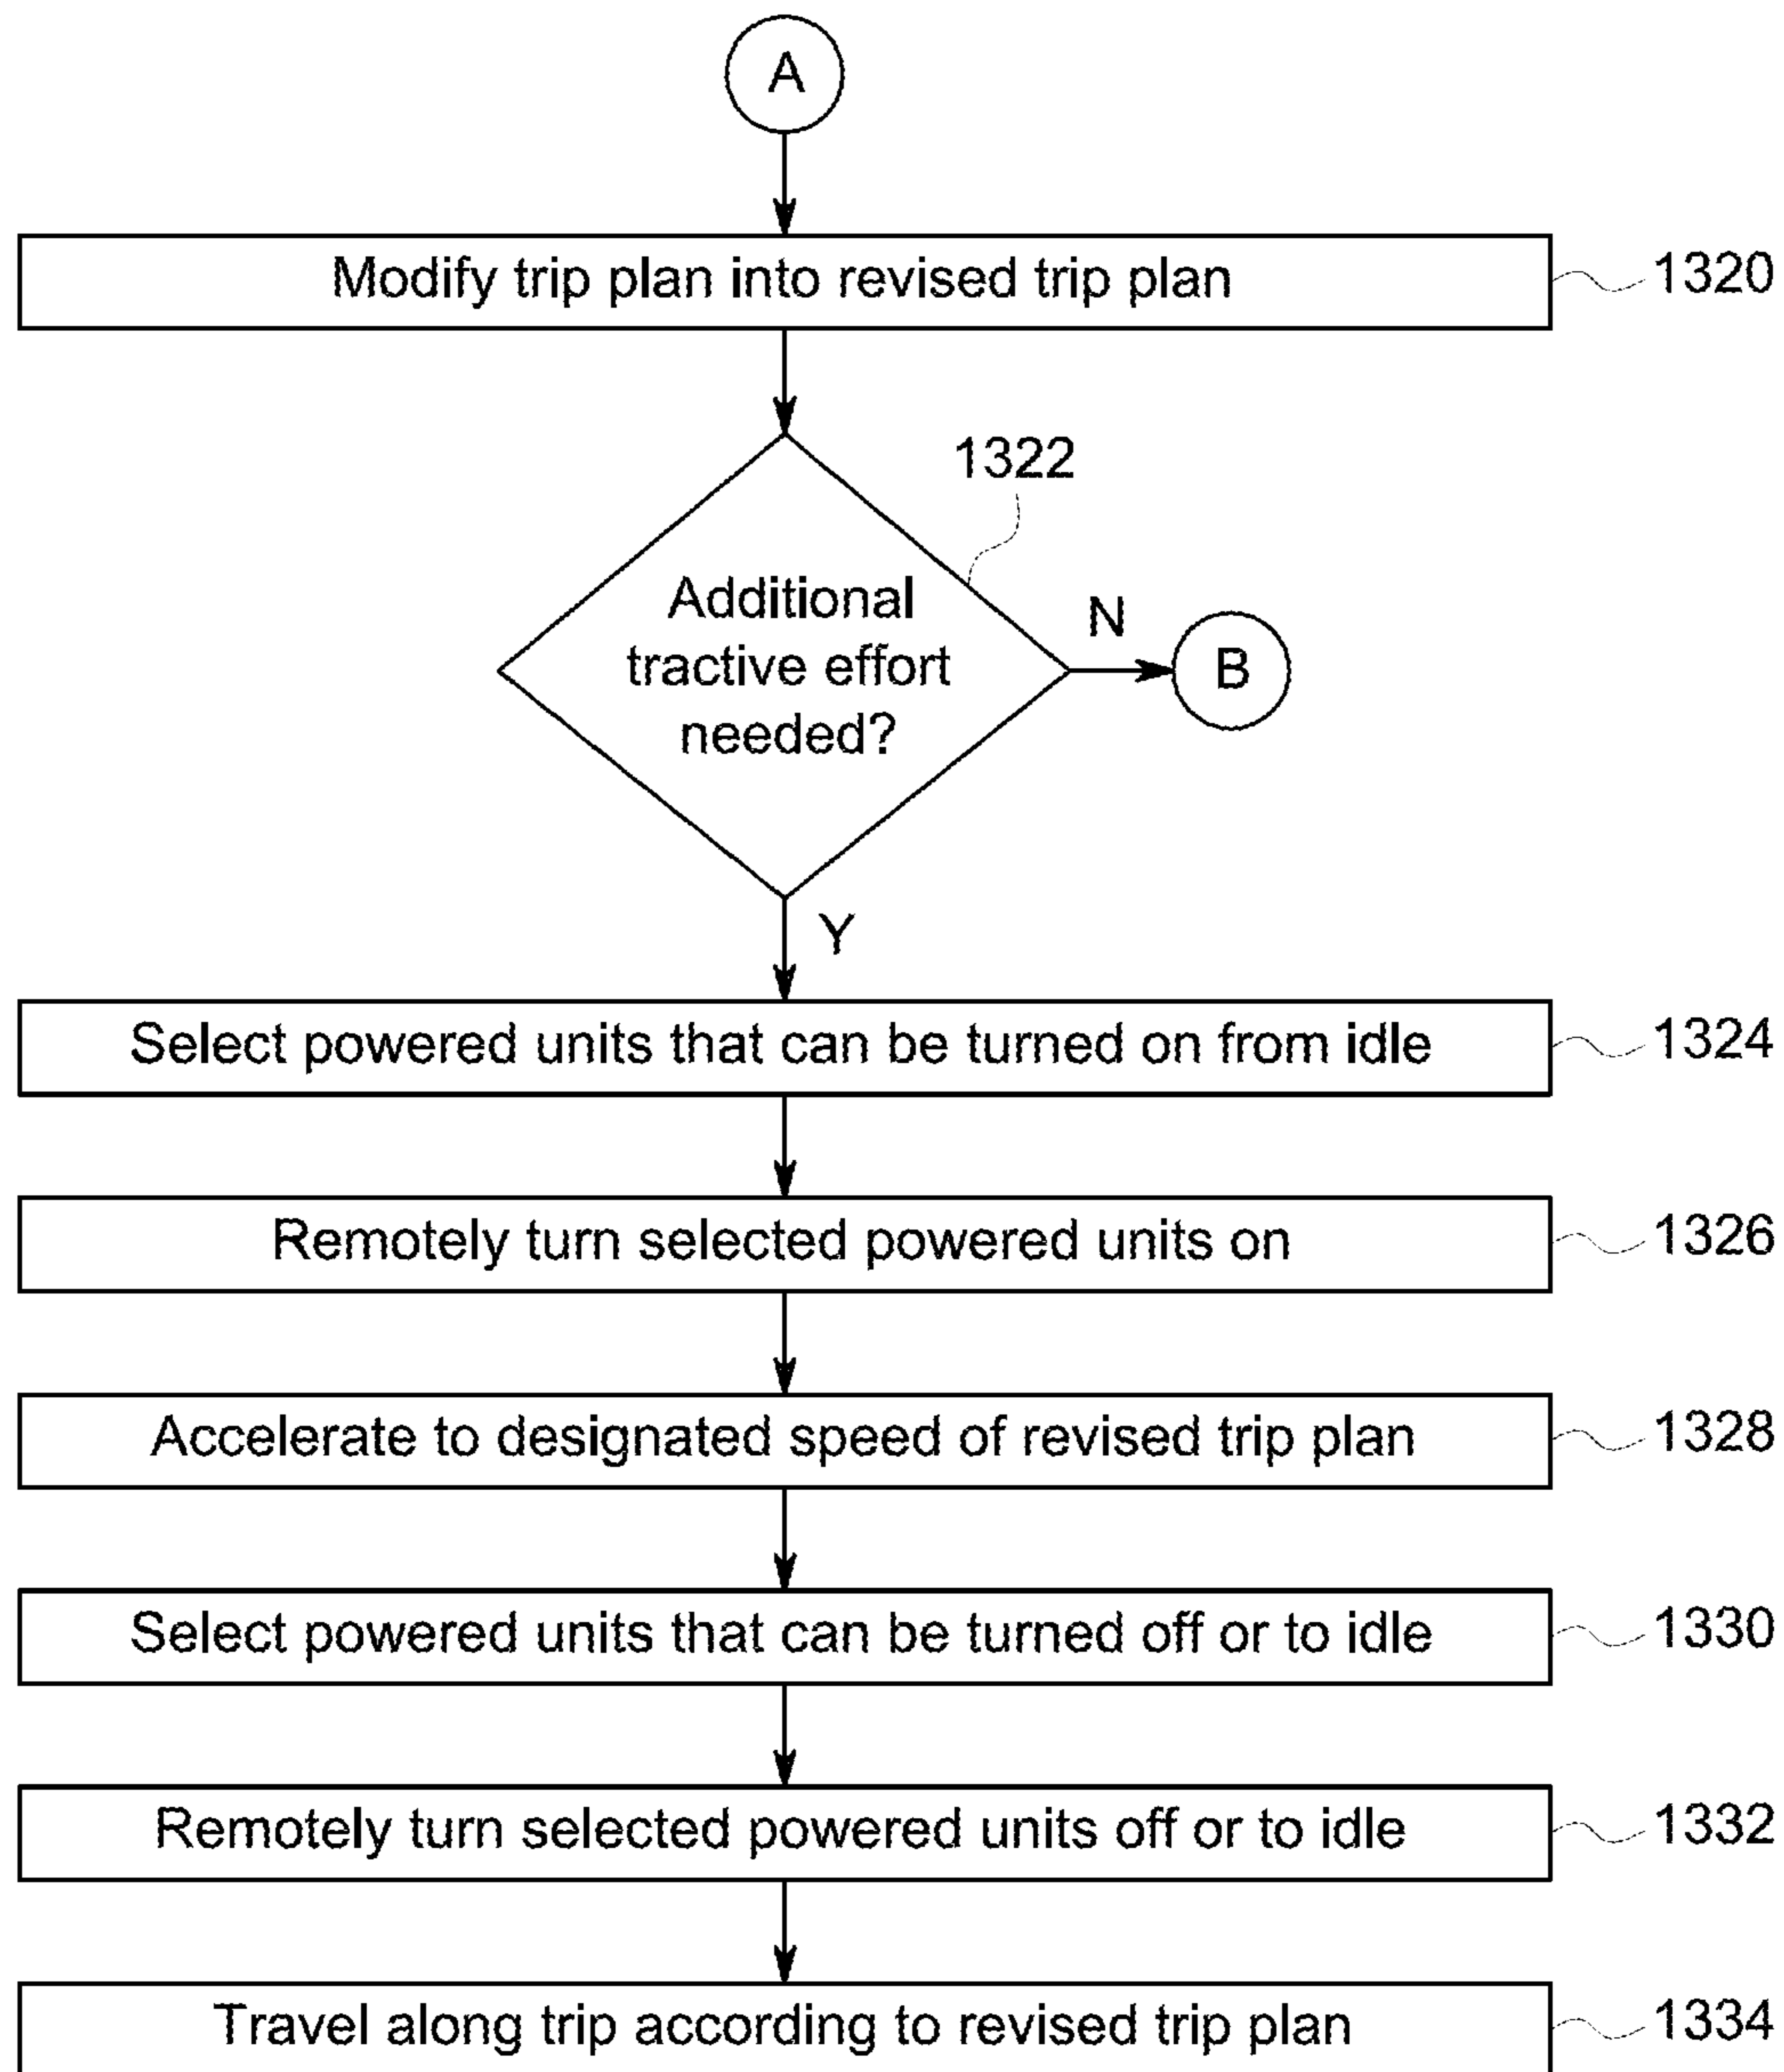 A
Modify trip plan into revised trip plan
1320
1322
Additional
tractive effort
needed?
N
B
Y
Select powered units that can be turned on from idle
1324
Remotely turn selected powered units on
1326
Accelerate to designated speed of revised trip plan
1328
Select powered units that can be turned off or to idle
1330
Remotely turn selected powered units off or to idle
1332
Travel along trip according to revised trip plan
1334